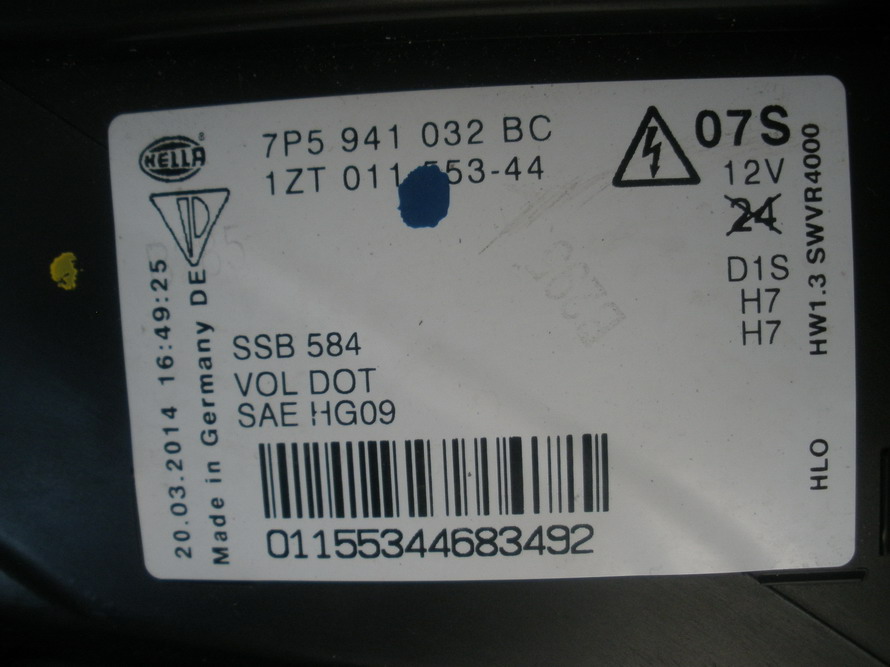 HELLA
7P5 941 032 BC
1ZT 011 553-44
07S
12V
24
D1S
H7
H7
HW1.3 SWVR4000
HLO
20.03.2014 16:49:25
Made in Germany DE
SSB 584
VOL DOT
SAE HG09
01155344683492